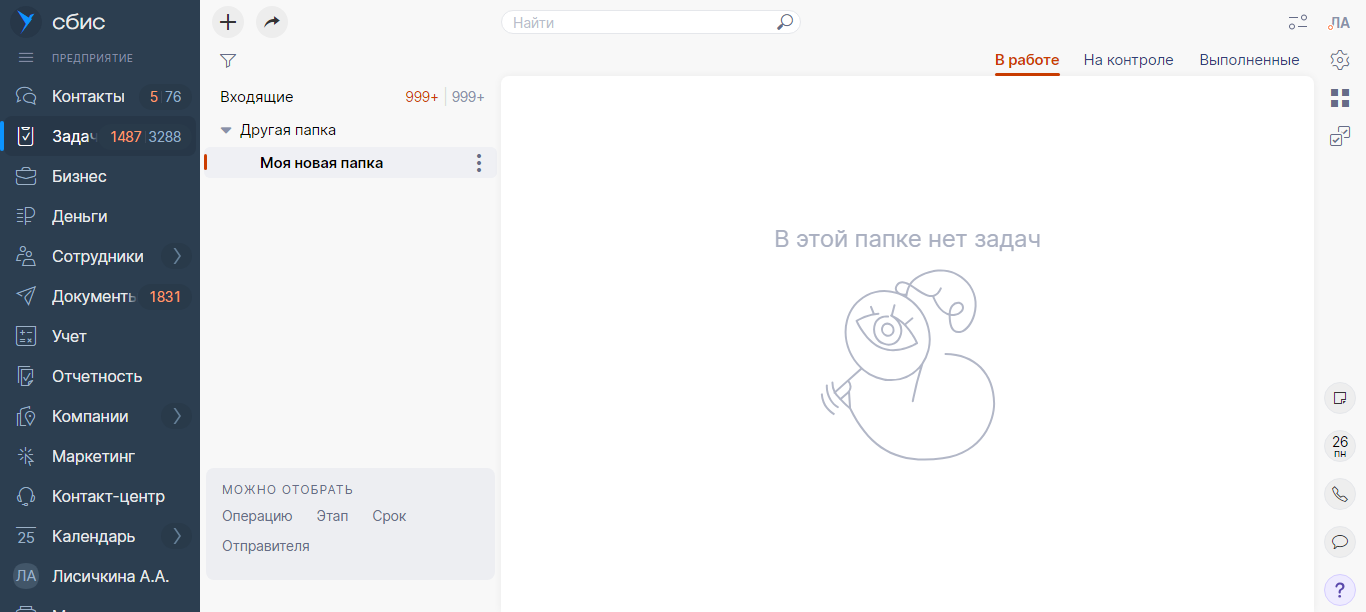 сбис
ПРЕДПРИЯТИЕ
Контакты 5 76
Задач 1487 3288
Бизнес
Деньги
Сотрудники
Документы 1831
Учет
Отчетность
Компании
Маркетинг
Контакт-центр
25 Календарь
ЛА Лисичкина А.А.
Входящие 999+ 999+
Другая папка
Моя новая папка
МОЖНО ОТОБРАТЬ
Операцию Этап Срок
Отправителя
Найти
В работе На контроле Выполненные
В этой папке нет задач
ЛА
26
ПН
?